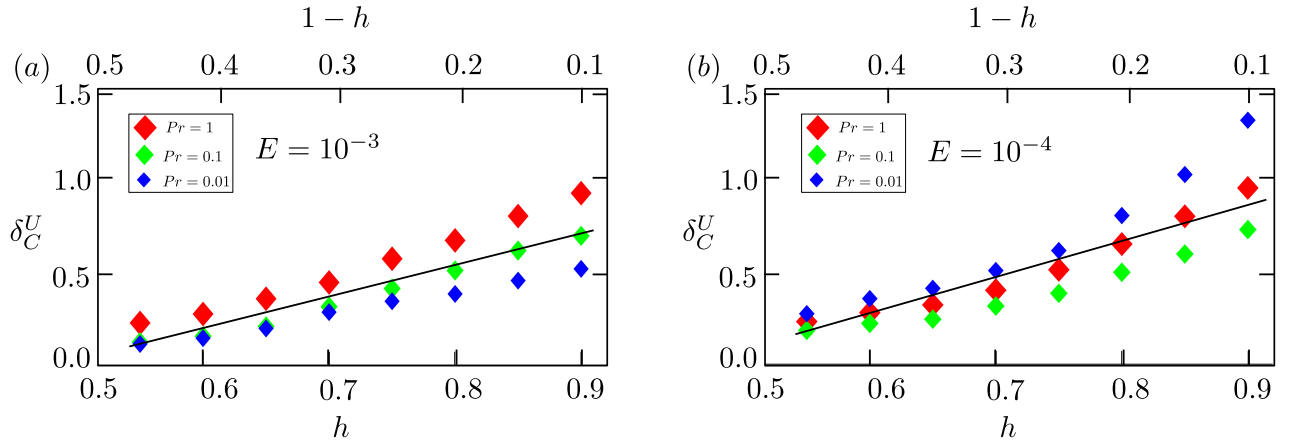 1 − h
(a) 0.5 0.4 0.3 0.2 0.1
1.5
Pr = 1
Pr = 0.1
Pr = 0.01
E = 10⁻³
1.0
δ_C^U
0.5
0.0
0.5 0.6 0.7 0.8 0.9
h
1 − h
(b) 0.5 0.4 0.3 0.2 0.1
1.5
Pr = 1
Pr = 0.1
Pr = 0.01
E = 10⁻⁴
1.0
δ_C^U
0.5
0.0
0.5 0.6 0.7 0.8 0.9
h